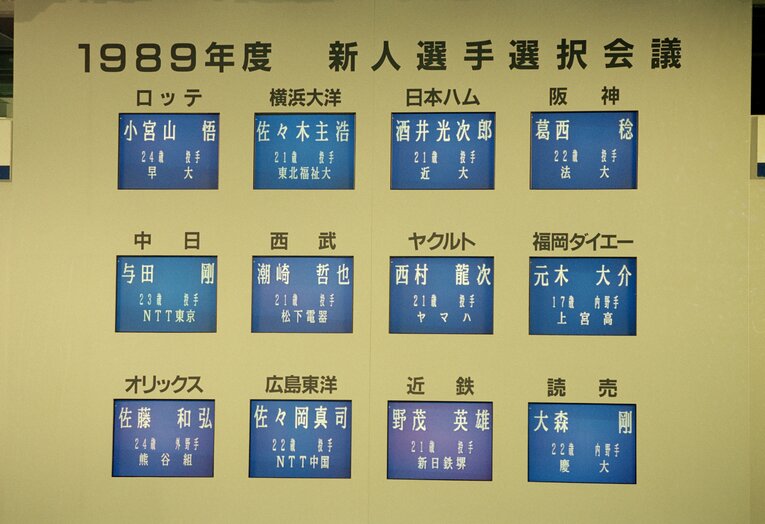 1989年度　新人選手選択会議
ロッテ
小宮山　悟
24歳　投手
早　大
横浜大洋
佐々木主浩
21歳　投手
東北福祉大
日本ハム
酒井光次郎
21歳　投手
近　大
阪　神
葛西　稔
22歳　投手
法　大
中　日
与田　剛
23歳　投手
NTT東京
西　武
潮崎　哲也
21歳　投手
松下電器
ヤクルト
西村　龍次
21歳　投手
ヤマハ
福岡ダイエー
元木　大介
17歳　内野手
上宮高
オリックス
佐藤　和弘
24歳　外野手
熊谷組
広島東洋
佐々岡真司
22歳　投手
NTT中国
近　鉄
野茂　英雄
21歳　投手
新日鉄堺
読　売
大森　剛
22歳　内野手
慶　大